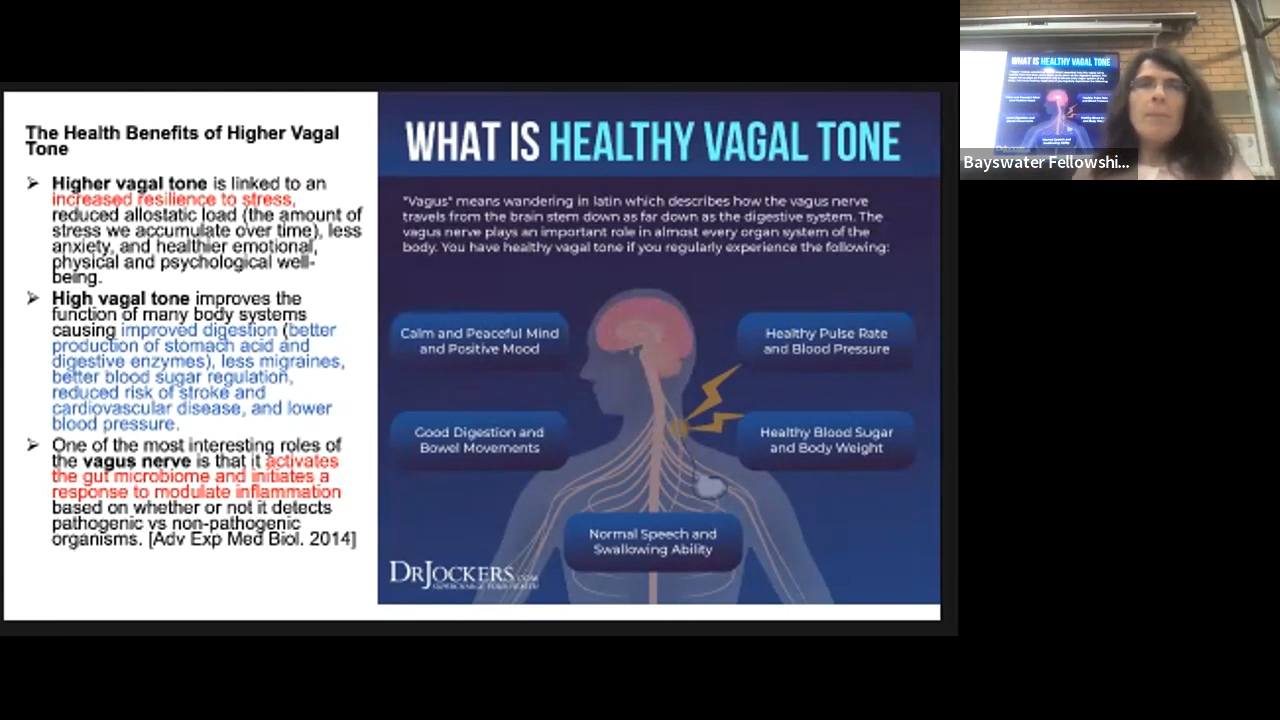 The Health Benefits of Higher Vagal
Tone
Higher vagal tone is linked to an
increased resilience to stress,
reduced allostatic load (the amount of
stress we accumulate over time), less
anxiety, and healthier emotional,
physical and psychological well-
being.
High vagal tone improves the
function of many body systems
causing improved digestion (better
production of stomach acid and
digestive enzymes), less migraines,
better blood sugar regulation,
reduced risk of stroke and
cardiovascular disease, and lower
blood pressure.
One of the most interesting roles of
the vagus nerve is that it activates
the gut microbiome and initiates a
response to modulate inflammation
based on whether or not it detects
pathogenic vs non-pathogenic
organisms. [Adv Exp Med Biol. 2014]
WHAT IS HEALTHY VAGAL TONE
"Vagus" means wandering in latin which describes how the vagus nerve
travels from the brain stem down as far down as the digestive system. The
vagus nerve plays an important role in almost every organ system of the
body. You have healthy vagal tone if you regularly experience the following:
Calm and Peaceful Mind
and Positive Mood
Healthy Pulse Rate
and Blood Pressure
Good Digestion and
Bowel Movements
Healthy Blood Sugar
and Body Weight
Normal Speech and
Swallowing Ability
DRJOCKERS.COM
WHAT IS HEALTHY VAGAL TONE
Bayswater Fellowshi...